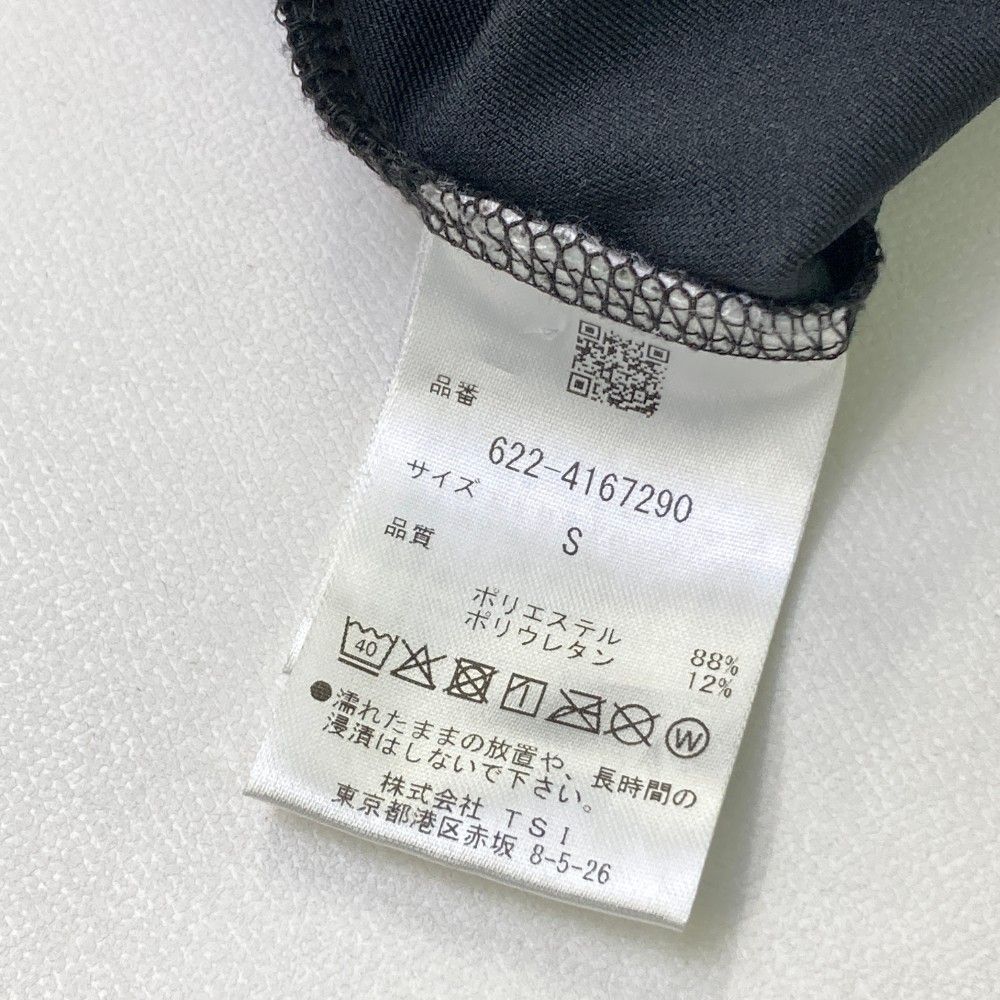 品番
622-4167290
サイズ
S
品質
ポリエステル 88%
ポリウレタン 12%
40
W
●濡れたままの放置や、長時間の
浸漬はしないで下さい。
株式会社 TSI
東京都港区赤坂 8-5-26